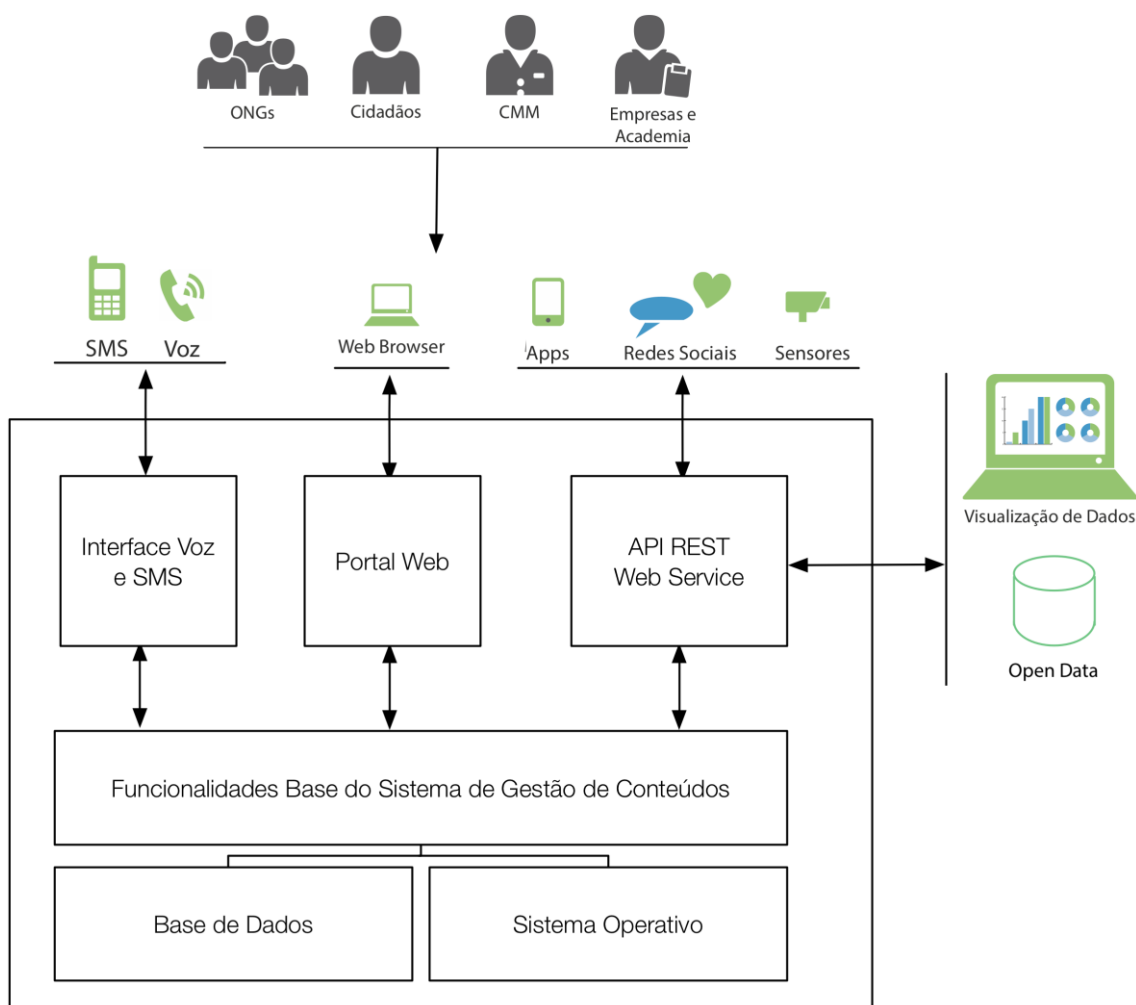 ONGs
Cidadãos
CMM
Empresas e
Academia
SMS
Voz
Web Browser
Apps
Redes Sociais
Sensores
Visualização de Dados
Open Data
Interface Voz
e SMS
Portal Web
API REST
Web Service
Funcionalidades Base do Sistema de Gestão de Conteúdos
Base de Dados
Sistema Operativo